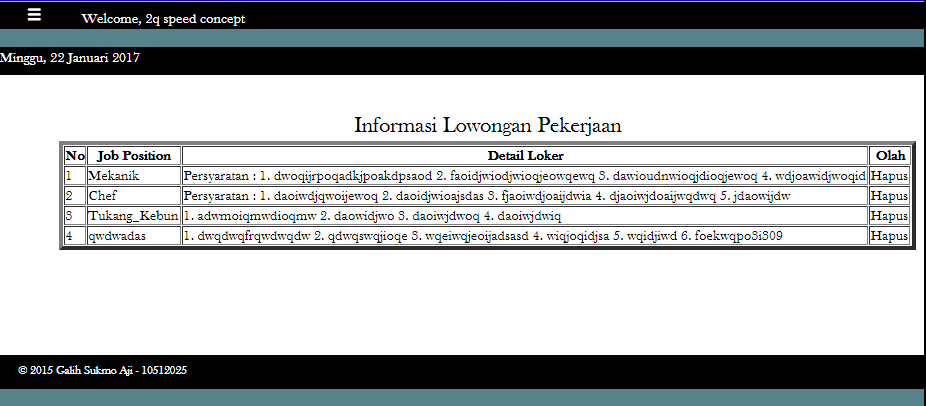 Welcome, 2q speed concept
Minggu, 22 Januari 2017
Informasi Lowongan Pekerjaan
No Job Position Detail Loker Olah
1 Mekanik Persyaratan : 1. dwoqijrpoqadkjpoakdpsaod 2. faoidjwiodjwioqjeowqewq 3. dawioudnwioqjdioqjewoq 4. wdjoawidjwoqid Hapus
2 Chef Persyaratan : 1. daoiwdjqwoijewoq 2. daoidjwioajsdas 3. fjaoiwdjoaijdwia 4. djaoiwjdoaijwqdwq 5. jdaowijdw Hapus
3 Tukang_Kebun 1. adwmoiqmwdioqmw 2. daowidjwo 3. daoiwjdwoq 4. daoiwjdwiq Hapus
4 qwdwadas 1. dwqdwqfrqwdwqdw 2. qdwqswqjioqe 3. wqeiwqjeoijadsasd 4. wiqjoqidjsa 5. wqidjiwd 6. foekwqpo3i309 Hapus
© 2015 Galih Sukmo Aji - 10512025